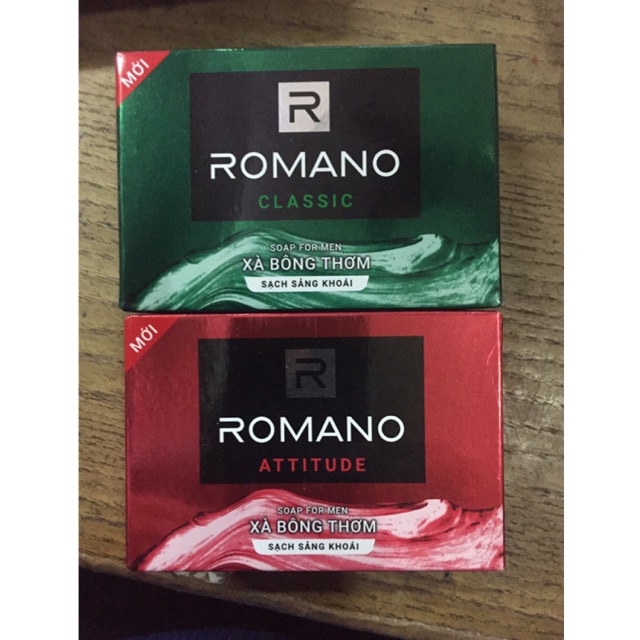 MỚI
R
ROMANO
CLASSIC
SOAP FOR MEN
XÀ BÔNG THƠM
SẠCH SẢNG KHOÁI
MỚI
R
ROMANO
ATTITUDE
SOAP FOR MEN
XÀ BÔNG THƠM
SẠCH SẢNG KHOÁI